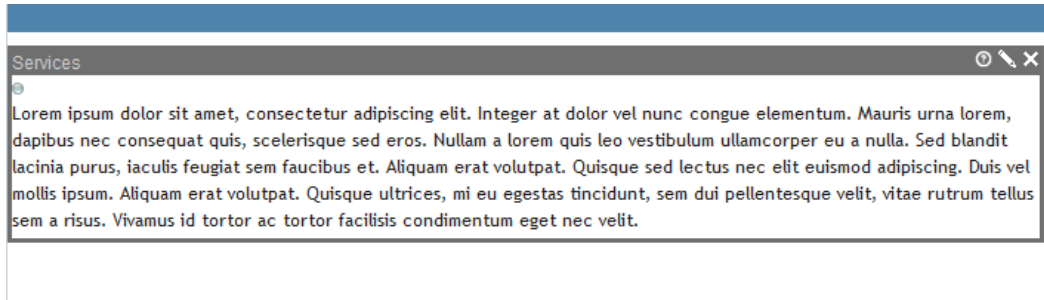 Services
Lorem ipsum dolor sit amet, consectetur adipiscing elit. Integer at dolor vel nunc congue elementum. Mauris urna lorem,
dapibus nec consequat quis, scelerisque sed eros. Nullam a lorem quis leo vestibulum ullamcorper eu a nulla. Sed blandit
lacinia purus, iaculis feugiat sem faucibus et. Aliquam erat volutpat. Quisque sed lectus nec elit euismod adipiscing. Duis vel
mollis ipsum. Aliquam erat volutpat. Quisque ultrices, mi eu egestas tincidunt, sem dui pellentesque velit, vitae rutrum tellus
sem a risus. Vivamus id tortor ac tortor facilisis condimentum eget nec velit.